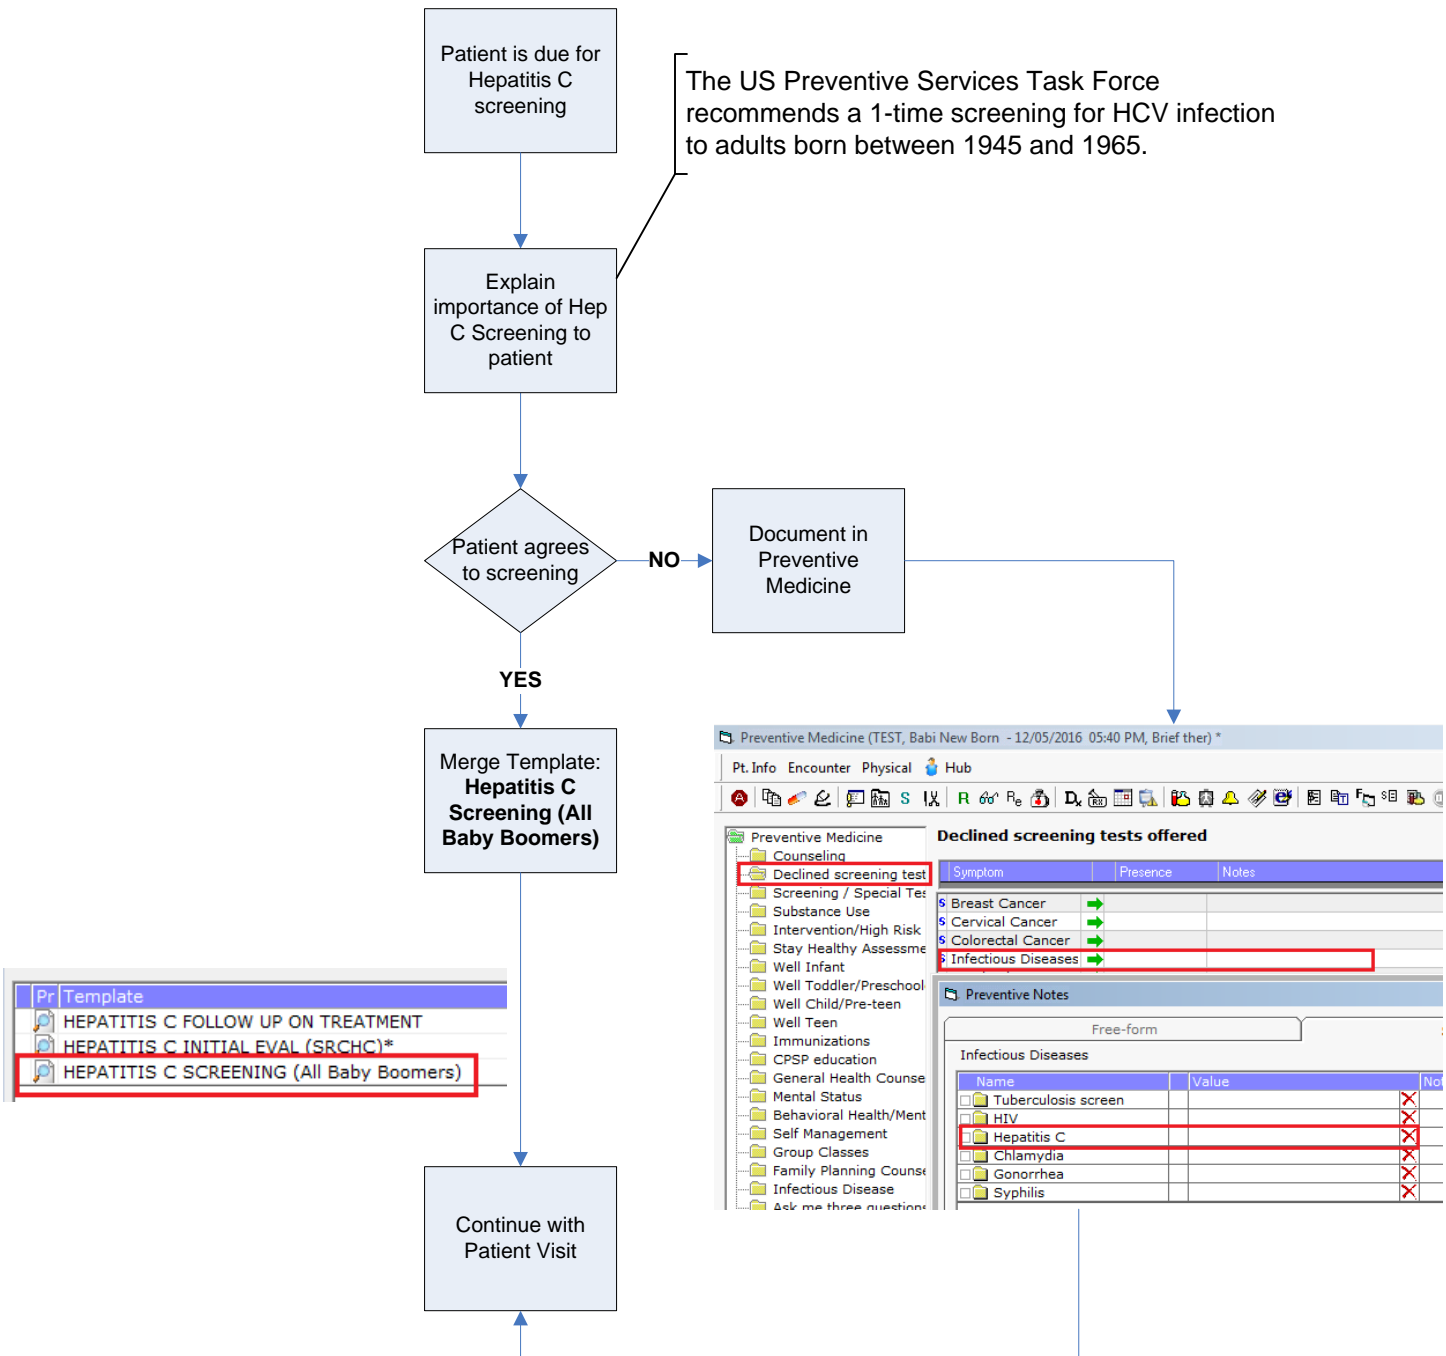 Patient is due for
Hepatitis C
screening
The US Preventive Services Task Force
recommends a 1-time screening for HCV infection
to adults born between 1945 and 1965.
Explain
importance of Hep
C Screening to
patient
Patient agrees
to screening
NO
Document in
Preventive
Medicine
YES
Merge Template:
Hepatitis C
Screening (All
Baby Boomers)
Preventive Medicine (TEST, Babi New Born - 12/05/2016 05:40 PM, Brief ther) *
Pt. Info Encounter Physical Hub
Preventive Medicine
Counseling
Declined screening test
Screening / Special Tes
Substance Use
Intervention/High Risk
Stay Healthy Assessme
Well Infant
Well Toddler/Preschool
Well Child/Pre-teen
Well Teen
Immunizations
CPSP education
General Health Counse
Mental Status
Behavioral Health/Ment
Self Management
Group Classes
Family Planning Counse
Infectious Disease
Ask me three questions
Declined screening tests offered
Symptom Presence Notes
S Breast Cancer
S Cervical Cancer
S Colorectal Cancer
S Infectious Diseases
Preventive Notes
Free-form
Infectious Diseases
Name Value Not
Tuberculosis screen
HIV
Hepatitis C
Chlamydia
Gonorrhea
Syphilis
Pr Template
HEPATITIS C FOLLOW UP ON TREATMENT
HEPATITIS C INITIAL EVAL (SRCHC)*
HEPATITIS C SCREENING (All Baby Boomers)
Continue with
Patient Visit